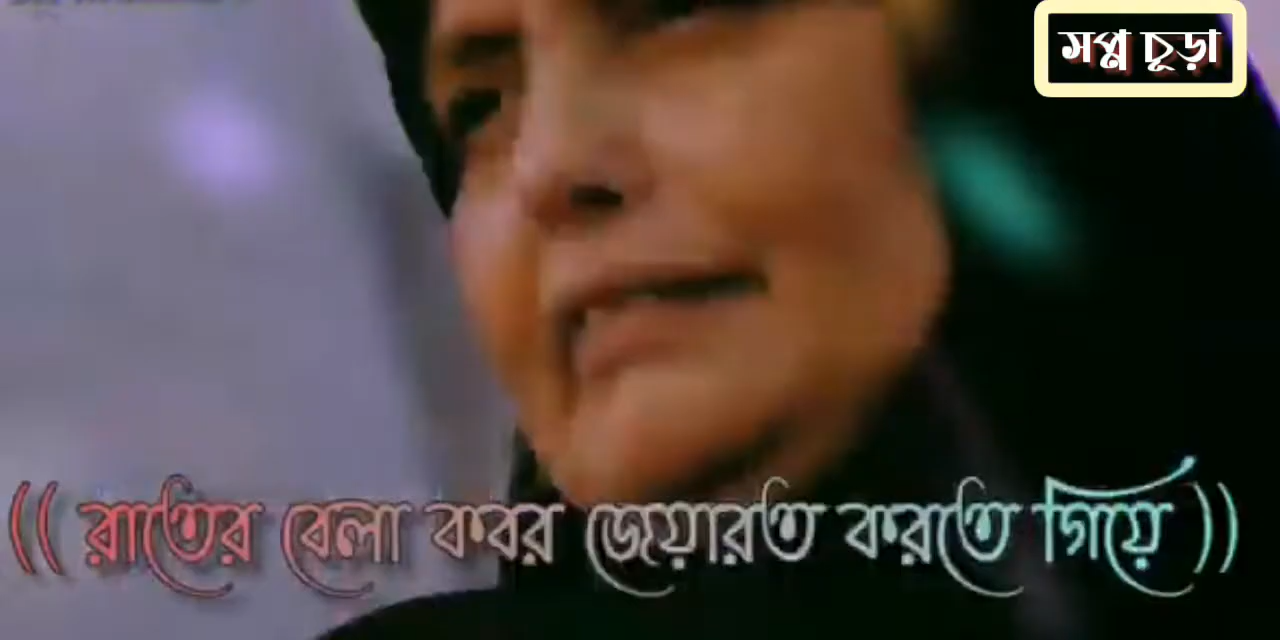 সপ্ন চূড়া
(( রাতের বেলা কবর জেয়ারত করতে গিয়ে ))